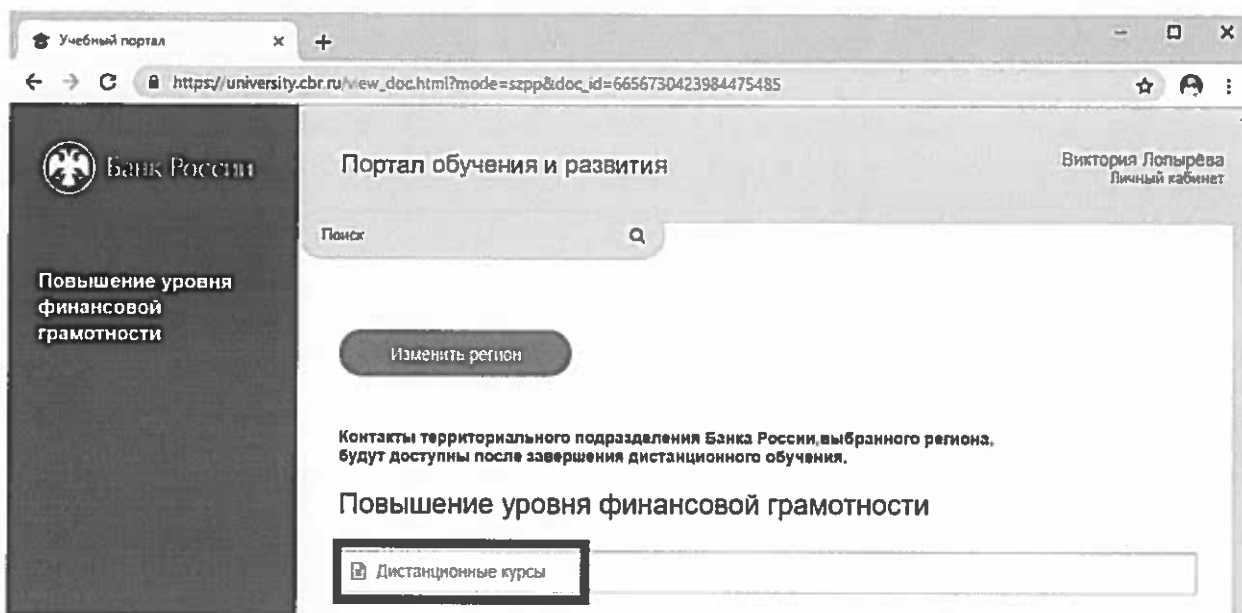 Учебный портал
https://university.cbr.ru/view_doc.html?mode=szpp&doc_id=6656730423984475485
Банк России
Портал обучения и развития
Виктория Лопырёва
Личный кабинет
Поиск
Повышение уровня
финансовой
грамотности
Изменить регион
Контакты территориального подразделения Банка России,выбранного региона,
будут доступны после завершения дистанционного обучения.
Повышение уровня финансовой грамотности
Дистанционные курсы